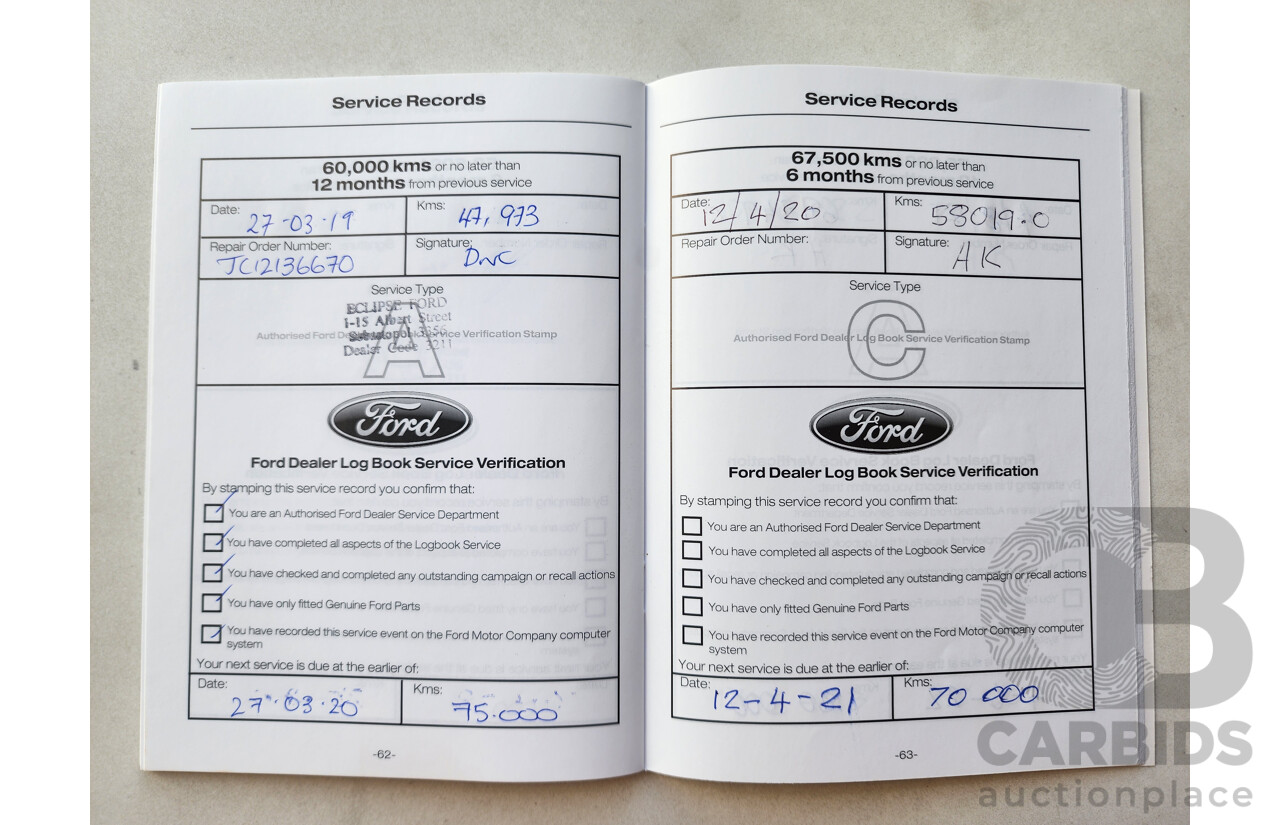 Service Records
60,000 kms or no later than
12 months from previous service
Date: 27-03-19
Kms: 47,973
Repair Order Number: JC12136670
Signature: DWC
Service Type
ECLIPSE FORD
1-15 Albert Street
Sebastopol 3356
Dealer Code 3211
Authorised Ford Dealer Log Book Service Verification Stamp
A
Ford
Ford Dealer Log Book Service Verification
By stamping this service record you confirm that:
You are an Authorised Ford Dealer Service Department
You have completed all aspects of the Logbook Service
You have checked and completed any outstanding campaign or recall actions
You have only fitted Genuine Ford Parts
You have recorded this service event on the Ford Motor Company computer
system
Your next service is due at the earlier of:
Date: 27.03.20
Kms: 75.000
-62-
Service Records
67,500 kms or no later than
6 months from previous service
Date: 12/4/20
Kms: 58019.0
Repair Order Number:
Signature: HK
Service Type
Authorised Ford Dealer Log Book Service Verification Stamp
C
Ford
Ford Dealer Log Book Service Verification
By stamping this service record you confirm that:
You are an Authorised Ford Dealer Service Department
You have completed all aspects of the Logbook Service
You have checked and completed any outstanding campaign or recall actions
You have only fitted Genuine Ford Parts
You have recorded this service event on the Ford Motor Company computer
system
Your next service is due at the earlier of:
Date: 12-4-21
Kms: 70 000
-63-
CB
CARBIDS
auctionplace